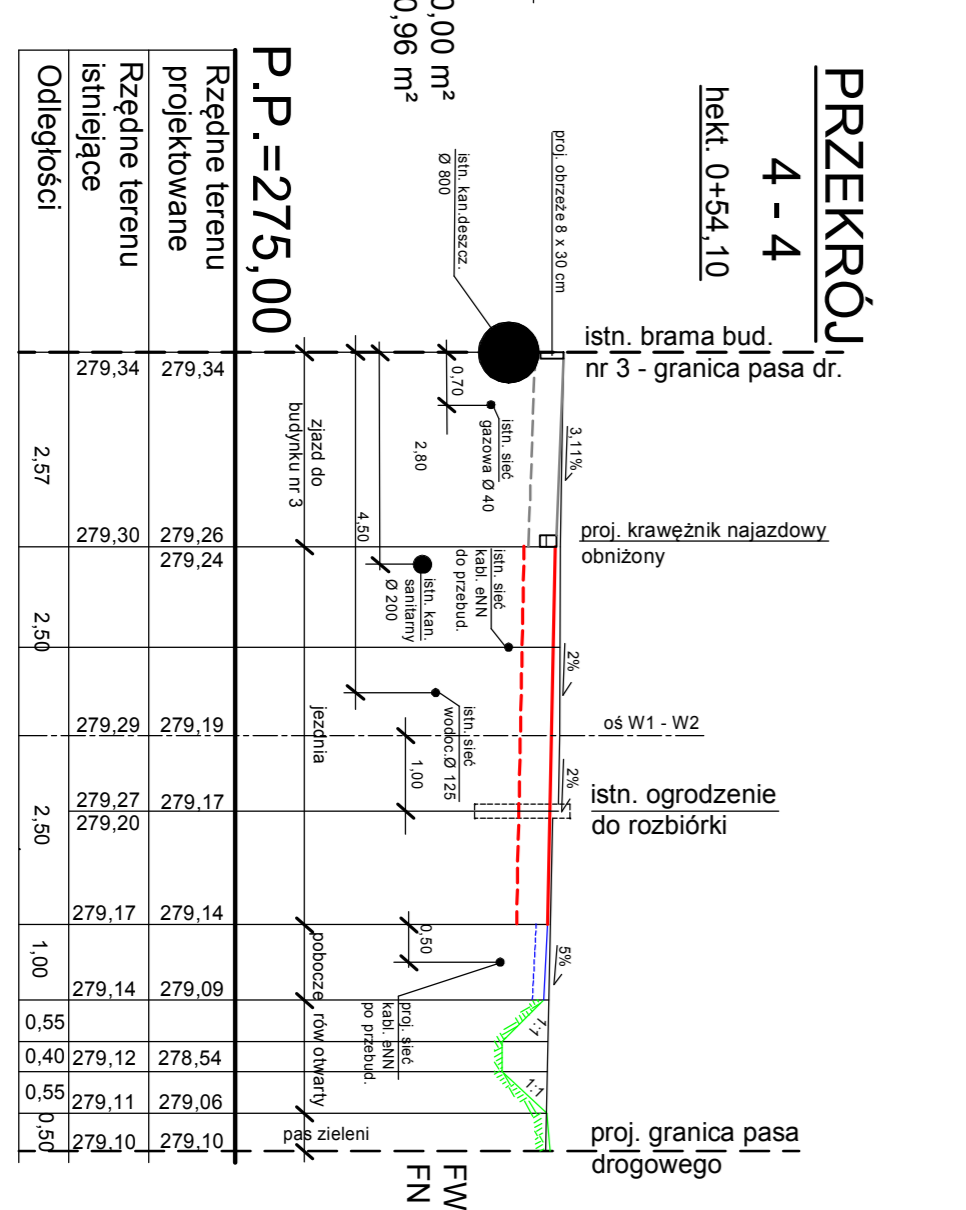 PRZEKRÓJ
4 - 4
hekt. 0+54,10
0,00 m²
0,96 m²
proj. obrzeże 8 x 30 cm
istn. kan.deszcz.
Ø 800
istn. brama bud.
nr 3 - granica pasa dr.
3,11%
proj. krawężnik najazdowy
obniżony
2%
oś W1 - W2
2%
istn. ogrodzenie
do rozbiórki
5%
1:1
1:1
proj. granica pasa
drogowego
0,70
istn. sieć
gazowa Ø 40
2,80
4,50
istn. kan.
sanitarny
Ø 200
istn. sieć
kabl. eNN
do przebud.
istn. sieć
wodoc.Ø 125
1,00
0,50
proj. sieć
kabl. eNN
po przebud.
FW
FN
P.P.=275,00
zjazd do
budynku nr 3
jezdnia
pobocze
rów otwarty
pas zieleni
Rzędne terenu
projektowane
279,34
279,26
279,24
279,19
279,17
279,14
279,09
278,54
279,06
279,10
Rzędne terenu
istniejące
279,34
279,30
279,29
279,27
279,20
279,17
279,14
279,12
279,11
279,10
Odległości
2,57
2,50
2,50
1,00
0,55
0,40
0,55
0,50